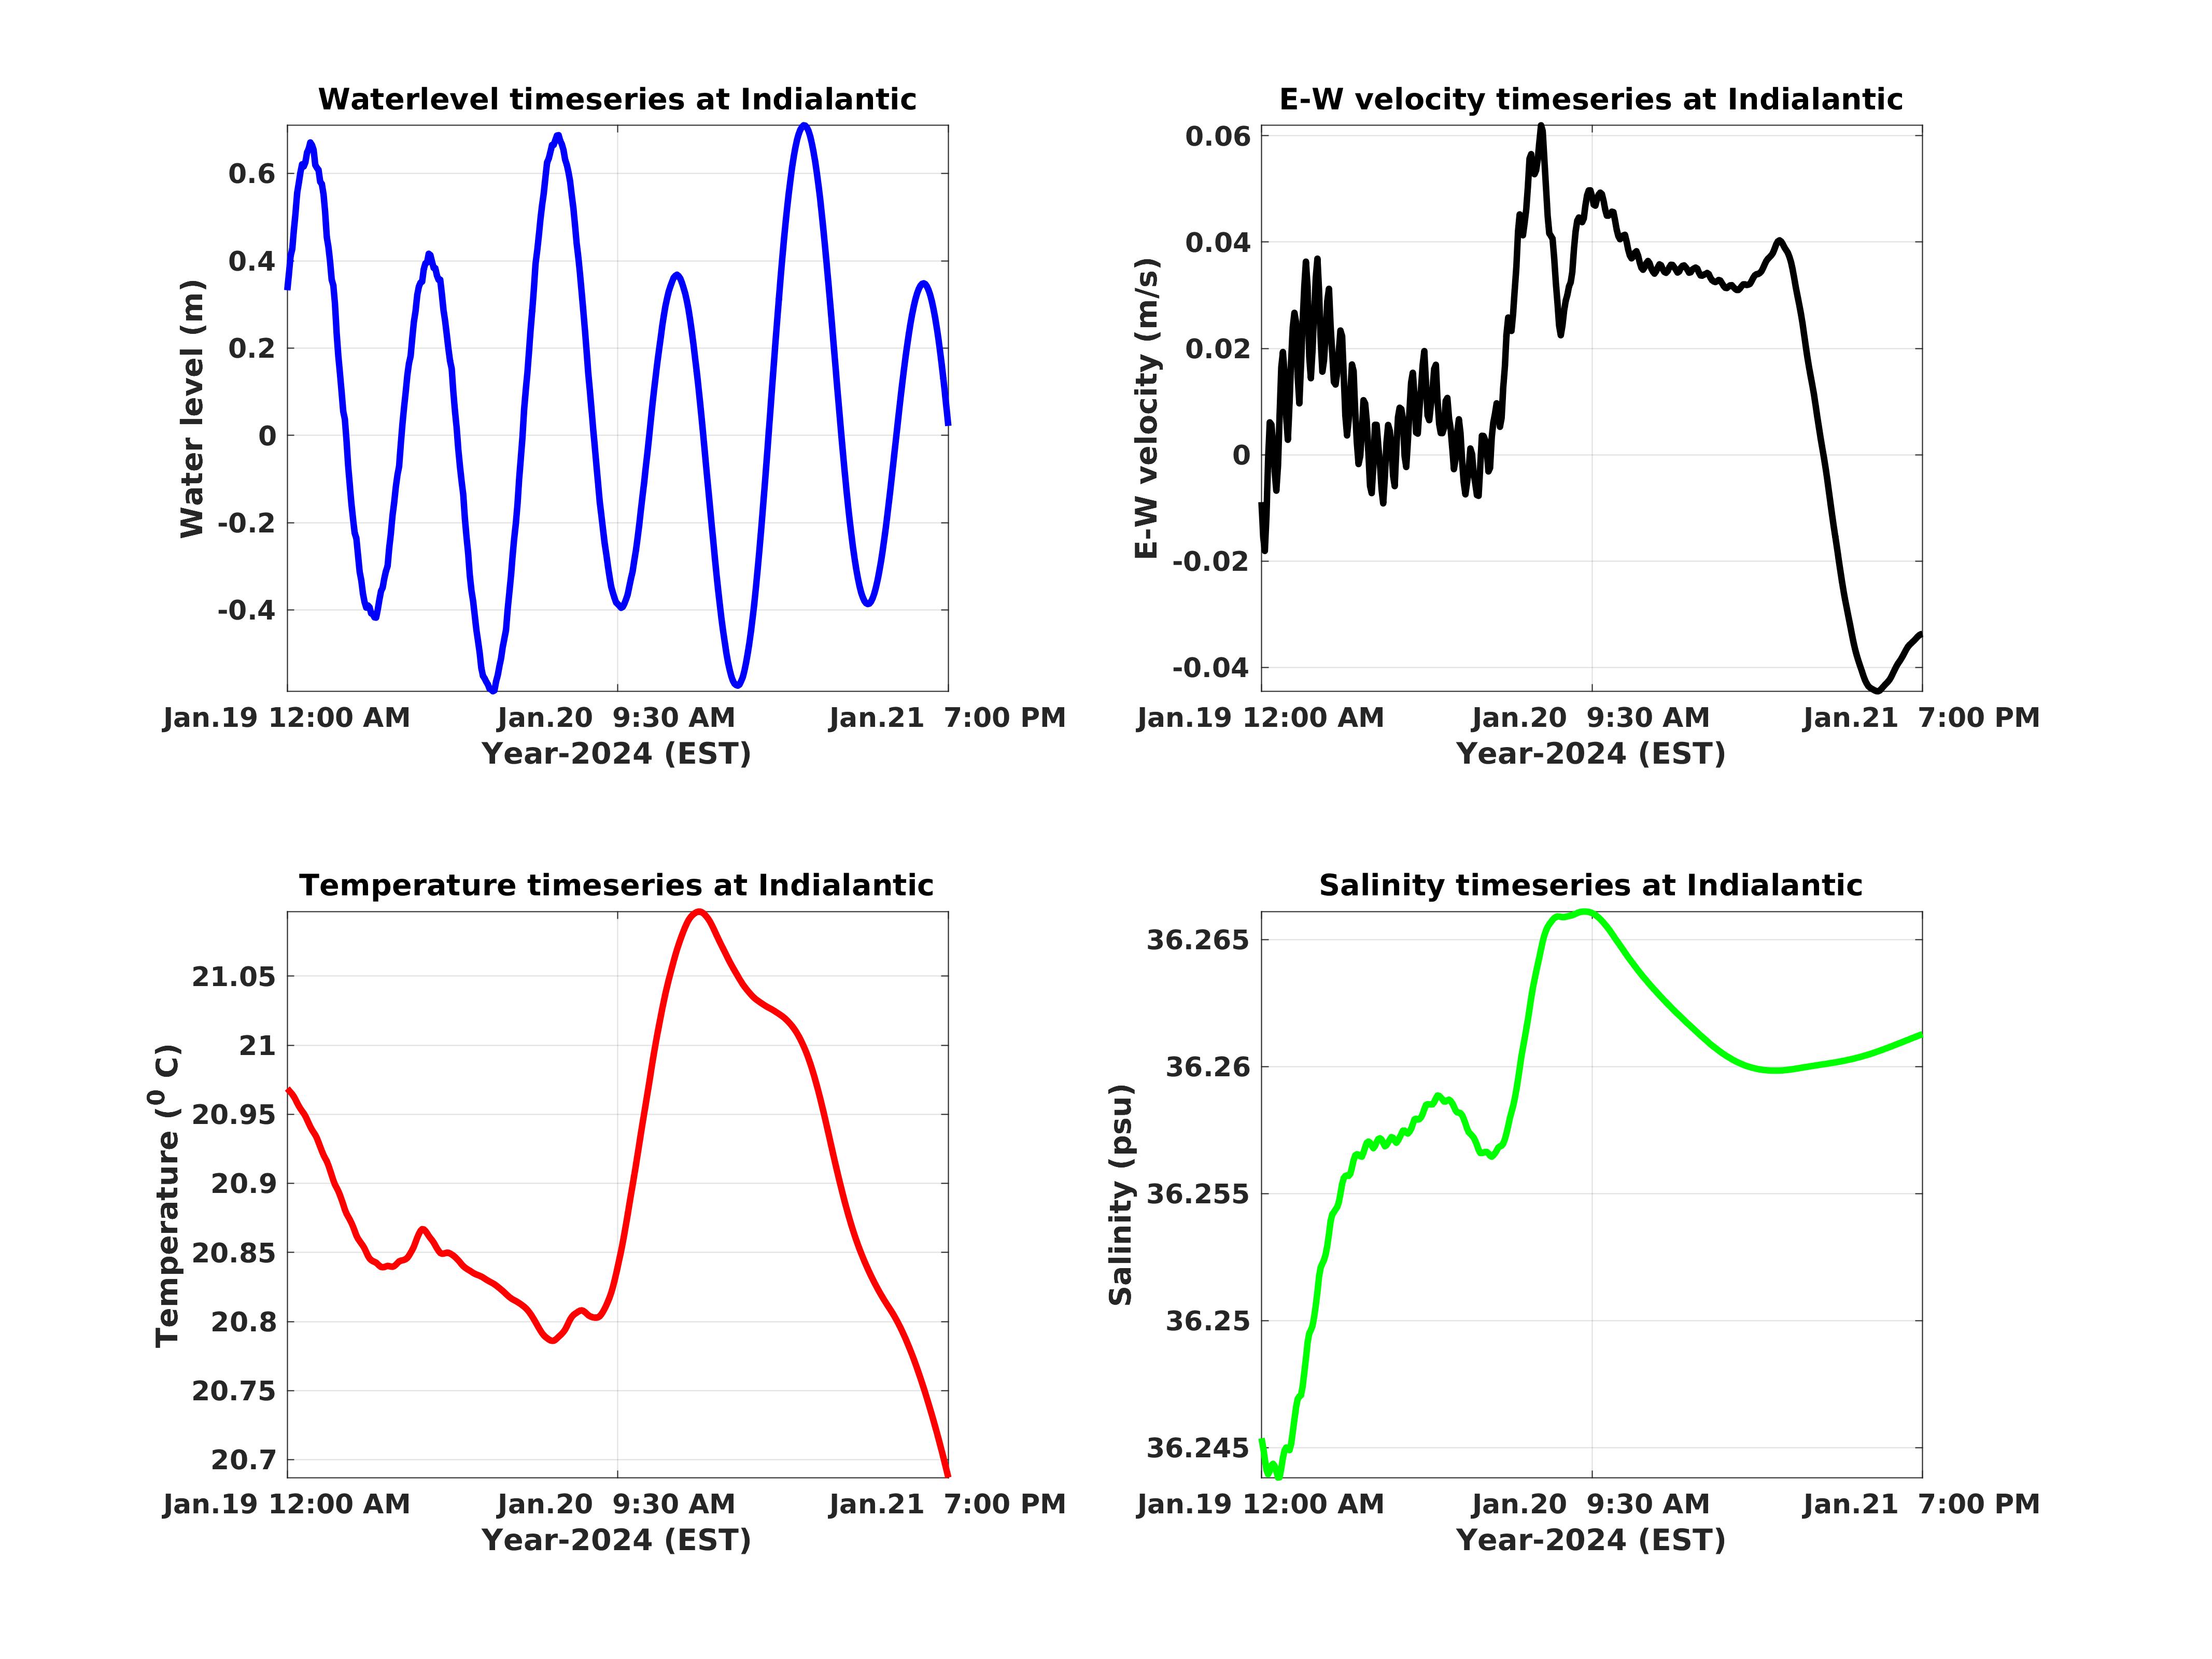 Waterlevel timeseries at Indialantic
0.6
0.4
0.2
0
-0.2
-0.4
Water level (m)
Jan.19 12:00 AM Jan.20 9:30 AM Jan.21 7:00 PM
Year-2024 (EST)
E-W velocity timeseries at Indialantic
0.06
0.04
0.02
0
-0.02
-0.04
E-W velocity (m/s)
Jan.19 12:00 AM Jan.20 9:30 AM Jan.21 7:00 PM
Year-2024 (EST)
Temperature timeseries at Indialantic
21.05
21
20.95
20.9
20.85
20.8
20.75
20.7
Temperature (⁰ C)
Jan.19 12:00 AM Jan.20 9:30 AM Jan.21 7:00 PM
Year-2024 (EST)
Salinity timeseries at Indialantic
36.265
36.26
36.255
36.25
36.245
Salinity (psu)
Jan.19 12:00 AM Jan.20 9:30 AM Jan.21 7:00 PM
Year-2024 (EST)